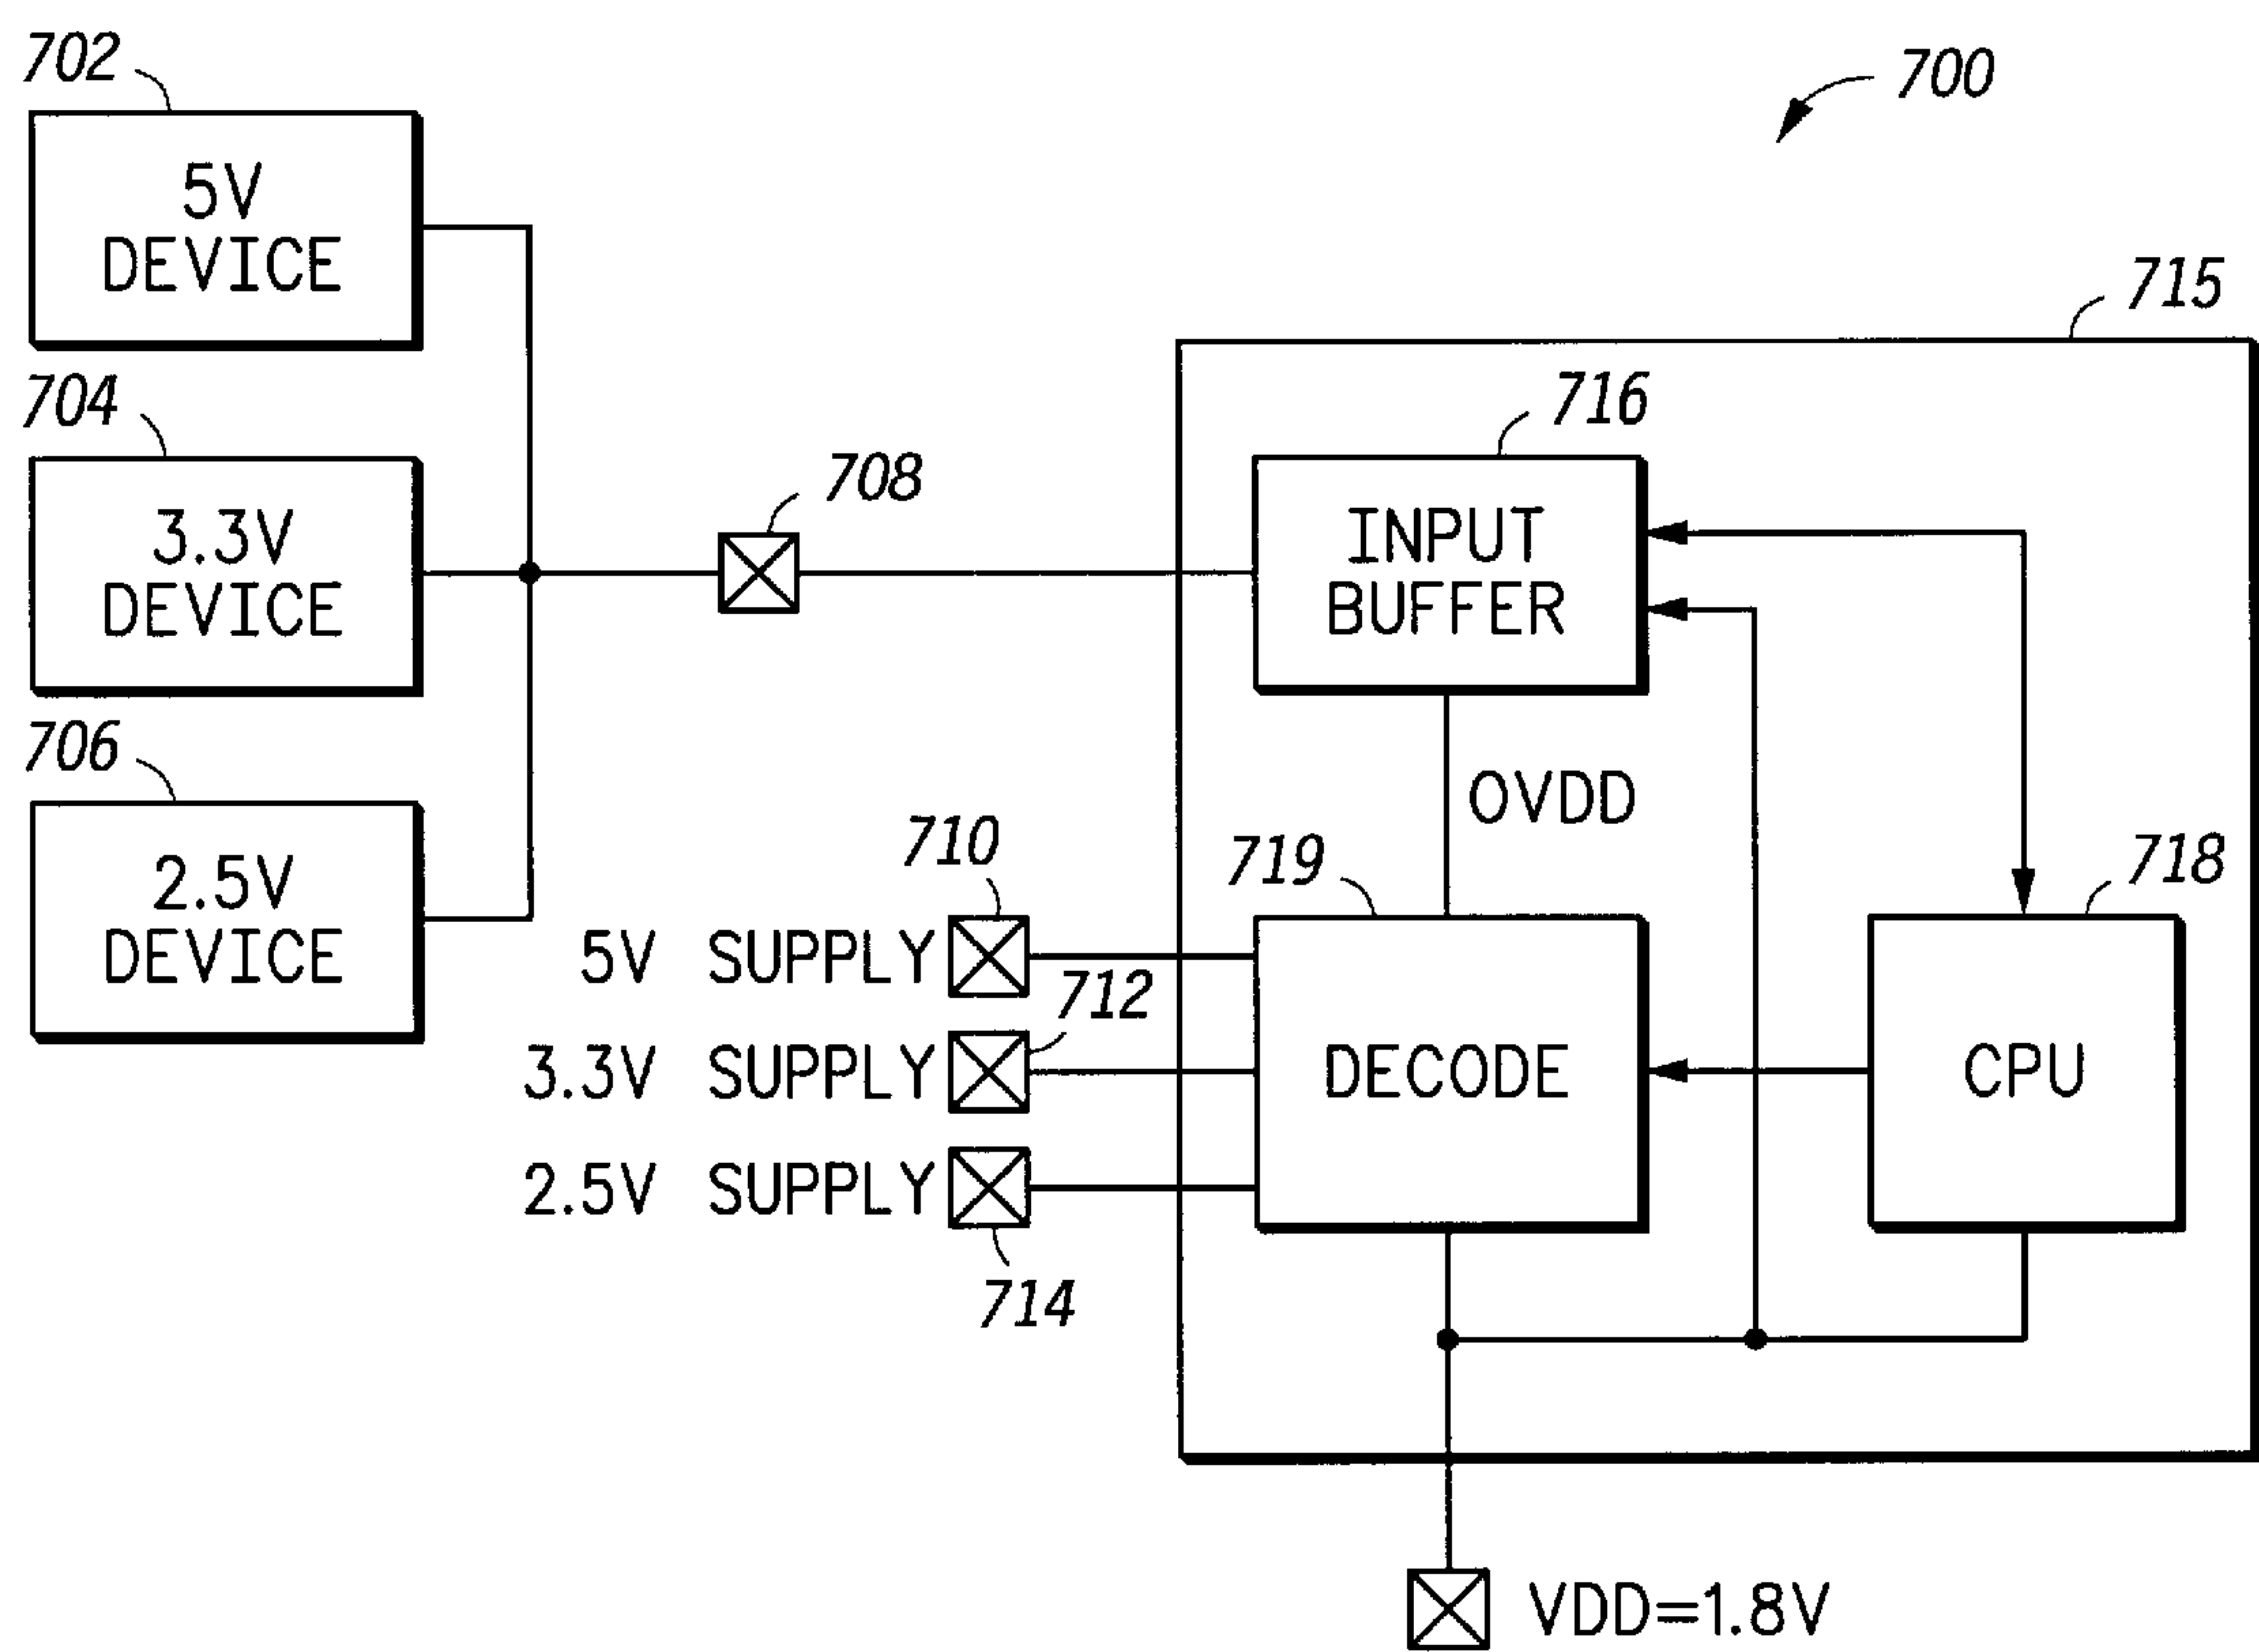 702
700
5V
DEVICE
715
704
716
708
3.3V
DEVICE
INPUT
BUFFER
706
OVDD
710
719
718
2.5V
DEVICE
5V SUPPLY
712
3.3V SUPPLY
DECODE
CPU
2.5V SUPPLY
714
VDD=1.8V